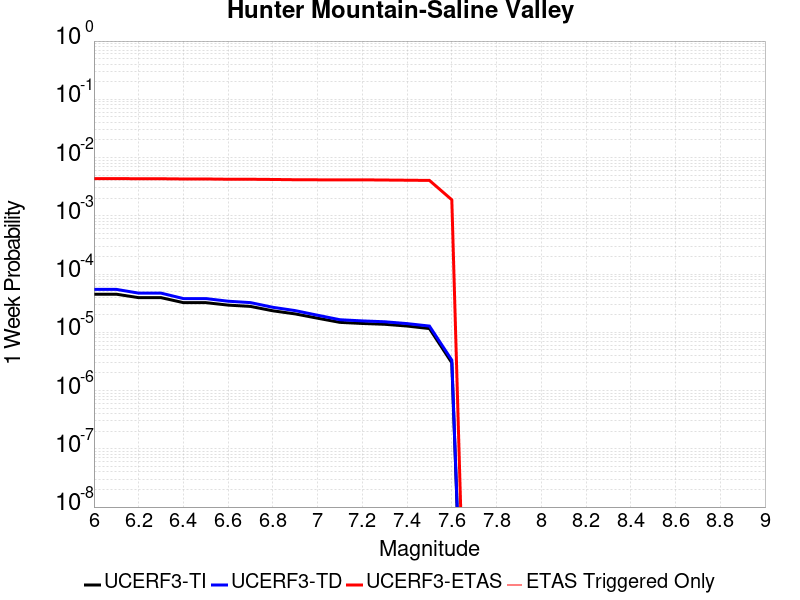 Hunter Mountain-Saline Valley
10^0
10^-1
10^-2
10^-3
10^-4
10^-5
10^-6
10^-7
10^-8
1 Week Probability
6 6.2 6.4 6.6 6.8 7 7.2 7.4 7.6 7.8 8 8.2 8.4 8.6 8.8 9
Magnitude
UCERF3-TI UCERF3-TD UCERF3-ETAS ETAS Triggered Only